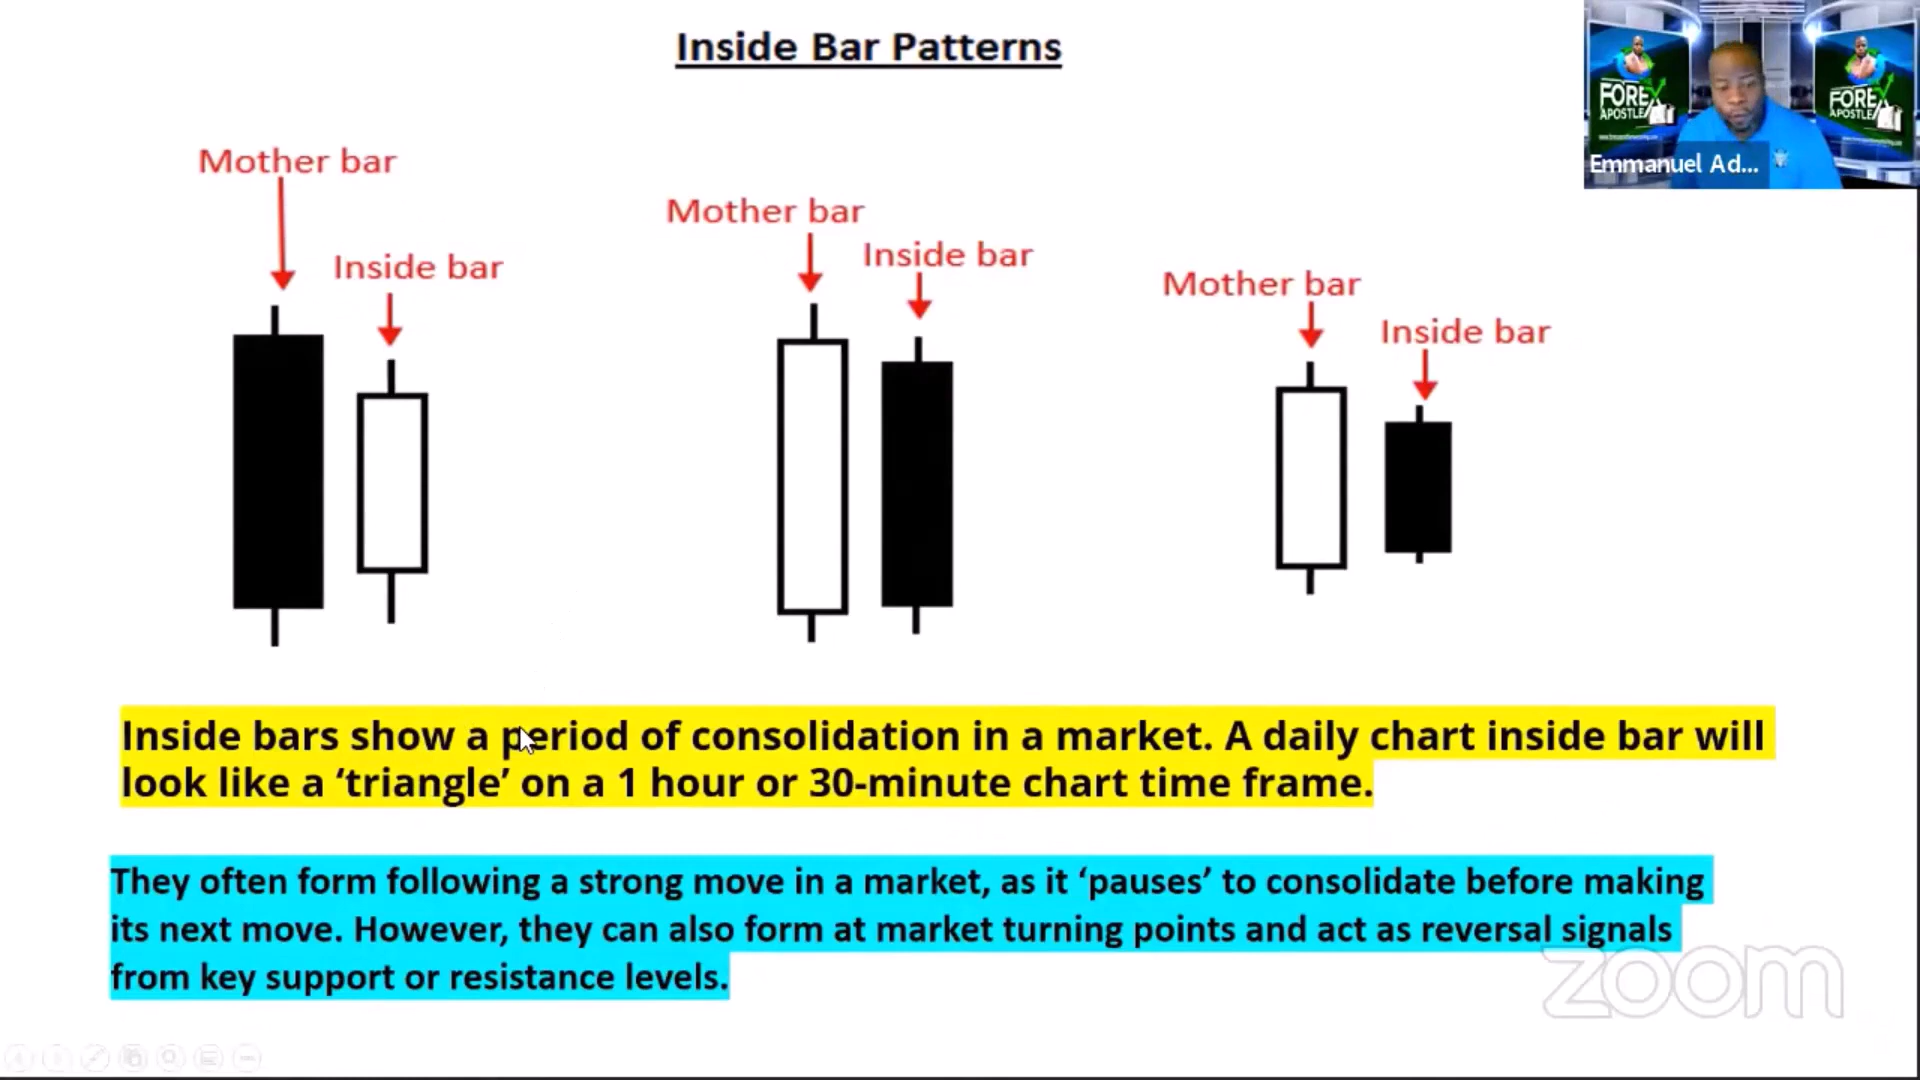 Inside Bar Patterns
FOREX
APOSTLE
FOREX
APOSTLE
Emmanuel Ad...
Mother bar
Inside bar
Mother bar
Inside bar
Mother bar
Inside bar
Inside bars show a period of consolidation in a market. A daily chart inside bar will
look like a ‘triangle’ on a 1 hour or 30-minute chart time frame.
They often form following a strong move in a market, as it ‘pauses’ to consolidate before making
its next move. However, they can also form at market turning points and act as reversal signals
from key support or resistance levels.
zoom